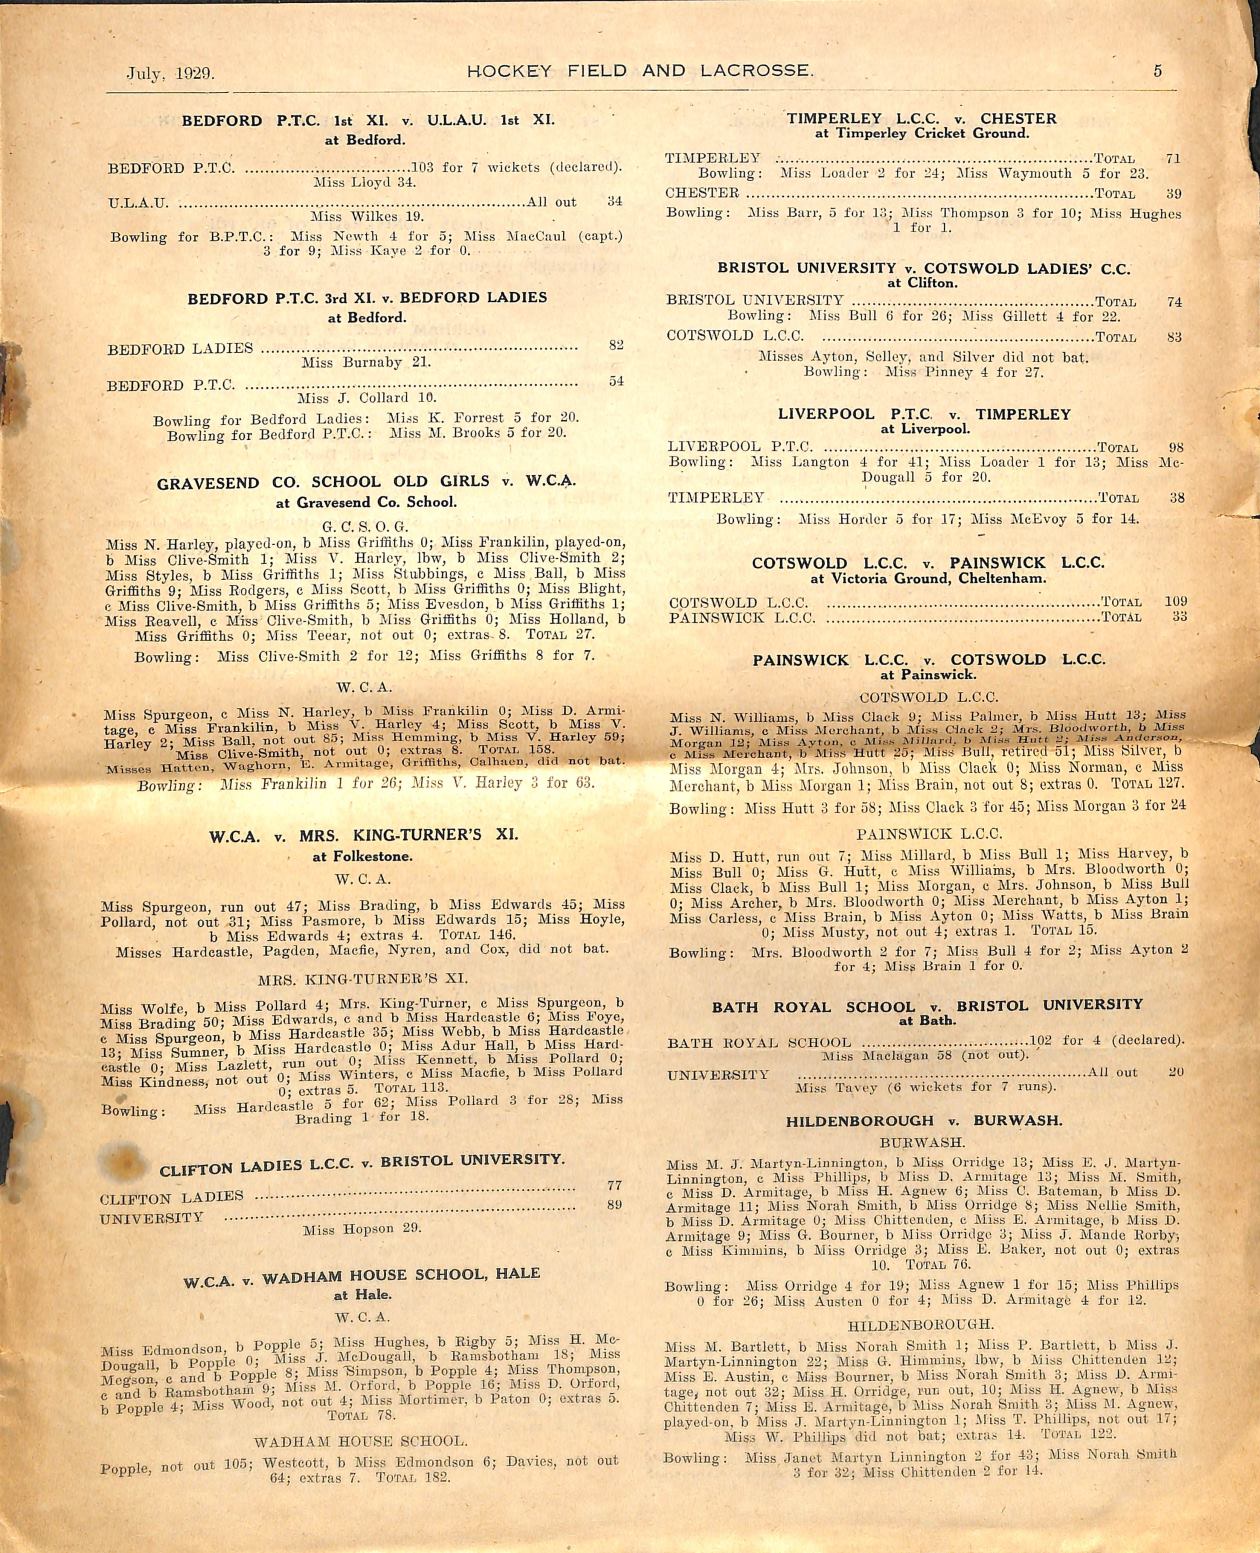 July, 1929.
HOCKEY FIELD AND LACROSSE.
5
BEDFORD P.T.C. 1st XI. v. U.L.A.U. 1st XI.
at Bedford.
BEDFORD P.T.C. ..............................103 for 7 wickets (declared).
Miss Lloyd 34.
U.L.A.U. ..............................All out 34
Miss Wilkes 19.
Bowling for B.P.T.C.: Miss Newth 4 for 5; Miss MacCaul (capt.)
3 for 9; Miss Kaye 2 for 0.
BEDFORD P.T.C. 3rd XI. v. BEDFORD LADIES
at Bedford.
BEDFORD LADIES .............................. 82
Miss Burnaby 21.
BEDFORD P.T.C. .............................. 54
Miss J. Collard 10.
Bowling for Bedford Ladies: Miss K. Forrest 5 for 20.
Bowling for Bedford P.T.C.: Miss M. Brooks 5 for 20.
GRAVESEND CO. SCHOOL OLD GIRLS v. W.C.A.
at Gravesend Co. School.
G. C. S. O. G.
Miss N. Harley, played-on, b Miss Griffiths 0; Miss Frankilin, played-on,
b Miss Clive-Smith 1; Miss V. Harley, lbw, b Miss Clive-Smith 2;
Miss Styles, b Miss Griffiths 1; Miss Stubbings, c Miss Ball, b Miss
Griffiths 9; Miss Rodgers, c Miss Scott, b Miss Griffiths 0; Miss Blight,
c Miss Clive-Smith, b Miss Griffiths 5; Miss Evesdon, b Miss Griffiths 1;
Miss Reavell, c Miss Clive-Smith, b Miss Griffiths 0; Miss Holland, b
Miss Griffiths 0; Miss Teear, not out 0; extras 8. TOTAL 27.
Bowling: Miss Clive-Smith 2 for 12; Miss Griffiths 8 for 7.
W. C. A.
Miss Spurgeon, c Miss N. Harley, b Miss Frankilin 0; Miss D. Armi-
tage, c Miss Frankilin, b Miss V. Harley 4; Miss Scott, b Miss V.
Harley 2; Miss Ball, not out 85; Miss Hemming, b Miss V. Harley 59;
Miss Clive-Smith, not out 0; extras 8. TOTAL 158.
Misses Hatten, Waghorn, E. Armitage, Griffiths, Calhaen, did not bat.
Bowling: Miss Frankilin 1 for 26; Miss V. Harley 3 for 63.
W.C.A. v. MRS. KING-TURNER'S XI.
at Folkestone.
W. C. A.
Miss Spurgeon, run out 47; Miss Brading, b Miss Edwards 45; Miss
Pollard, not out 31; Miss Pasmore, b Miss Edwards 15; Miss Hoyle,
b Miss Edwards 4; extras 4. TOTAL 146.
Misses Hardcastle, Pagden, Macfie, Nyren, and Cox, did not bat.
MRS. KING-TURNER'S XI.
Miss Wolfe, b Miss Pollard 4; Mrs. King-Turner, c Miss Spurgeon, b
Miss Brading 50; Miss Edwards, c and b Miss Hardcastle 6; Miss Foye,
c Miss Spurgeon, b Miss Hardcastle 35; Miss Webb, b Miss Hardcastle
13; Miss Sumner, b Miss Hardcastle 0; Miss Adur Hall, b Miss Hard-
castle 0; Miss Lazlett, run out 0; Miss Kennett, b Miss Pollard 0;
Miss Kindness, not out 0; Miss Winters, c Miss Macfie, b Miss Pollard
0; extras 5. TOTAL 113.
Bowling: Miss Hardcastle 5 for 62; Miss Pollard 3 for 28; Miss
Brading 1 for 18.
CLIFTON LADIES L.C.C. v. BRISTOL UNIVERSITY.
CLIFTON LADIES .............................. 77
UNIVERSITY .............................. 89
Miss Hopson 29.
W.C.A. v. WADHAM HOUSE SCHOOL, HALE
at Hale.
W. C. A.
Miss Edmondson, b Popple 5; Miss Hughes, b Rigby 5; Miss H. Mc-
Dougall, b Popple 0; Miss J. McDougall, b Ramsbotham 18; Miss
Megson, c and b Popple 8; Miss Simpson, b Popple 4; Miss Thompson,
c and b Ramsbotham 9; Miss M. Orford, b Popple 16; Miss D. Orford,
b Popple 4; Miss Wood, not out 4; Miss Mortimer, b Paton 0; extras 5.
TOTAL 78.
WADHAM HOUSE SCHOOL.
Popple, not out 105; Westcott, b Miss Edmondson 6; Davies, not out
64; extras 7. TOTAL 182.
TIMPERLEY L.C.C. v. CHESTER
at Timperley Cricket Ground.
TIMPERLEY ..............................TOTAL 71
Bowling: Miss Loader 2 for 24; Miss Waymouth 5 for 23.
CHESTER ..............................TOTAL 39
Bowling: Miss Barr, 5 for 13; Miss Thompson 3 for 10; Miss Hughes
1 for 1.
BRISTOL UNIVERSITY v. COTSWOLD LADIES' C.C.
at Clifton.
BRISTOL UNIVERSITY ..............................TOTAL 74
Bowling: Miss Bull 6 for 26; Miss Gillett 4 for 22.
COTSWOLD L.C.C. ..............................TOTAL 83
Misses Ayton, Selley, and Silver did not bat.
Bowling: Miss Pinney 4 for 27.
LIVERPOOL P.T.C. v. TIMPERLEY
at Liverpool.
LIVERPOOL P.T.C. ..............................TOTAL 98
Bowling: Miss Langton 4 for 41; Miss Loader 1 for 13; Miss Mc-
Dougall 5 for 20.
TIMPERLEY ..............................TOTAL 38
Bowling: Miss Horder 5 for 17; Miss McEvoy 5 for 14.
COTSWOLD L.C.C. v. PAINSWICK L.C.C.
at Victoria Ground, Cheltenham.
COTSWOLD L.C.C. ..............................TOTAL 109
PAINSWICK L.C.C. ..............................TOTAL 33
PAINSWICK L.C.C. v. COTSWOLD L.C.C.
at Painswick.
COTSWOLD L.C.C.
Miss N. Williams, b Miss Clack 9; Miss Palmer, b Miss Hutt 13; Miss
J. Williams, c Miss Merchant, b Miss Clack 2; Mrs. Bloodworth, b Miss
Morgan 12; Miss Ayton, c Miss Millard, b Miss Hutt 2; Miss Anderson,
c Miss Merchant, b Miss Hutt 25; Miss Bull, retired 51; Miss Silver, b
Miss Morgan 4; Mrs. Johnson, b Miss Clack 0; Miss Norman, c Miss
Merchant, b Miss Morgan 1; Miss Brain, not out 8; extras 0. TOTAL 127.
Bowling: Miss Hutt 3 for 58; Miss Clack 3 for 45; Miss Morgan 3 for 24
PAINSWICK L.C.C.
Miss D. Hutt, run out 7; Miss Millard, b Miss Bull 1; Miss Harvey, b
Miss Bull 0; Miss G. Hutt, c Miss Williams, b Mrs. Bloodworth 0;
Miss Clack, b Miss Bull 1; Miss Morgan, c Mrs. Johnson, b Miss Bull
0; Miss Archer, b Mrs. Bloodworth 0; Miss Merchant, b Miss Ayton 1;
Miss Carless, c Miss Brain, b Miss Ayton 0; Miss Watts, b Miss Brain
0; Miss Musty, not out 4; extras 1. TOTAL 15.
Bowling: Mrs. Bloodworth 2 for 7; Miss Bull 4 for 2; Miss Ayton 2
for 4; Miss Brain 1 for 0.
BATH ROYAL SCHOOL v. BRISTOL UNIVERSITY
at Bath.
BATH ROYAL SCHOOL ..............................102 for 4 (declared).
Miss Maclagan 58 (not out).
UNIVERSITY ..............................All out 20
Miss Tavey (6 wickets for 7 runs).
HILDENBOROUGH v. BURWASH.
BURWASH.
Miss M. J. Martyn-Linnington, b Miss Orridge 13; Miss E. J. Martyn-
Linnington, c Miss Phillips, b Miss D. Armitage 13; Miss M. Smith,
c Miss D. Armitage, b Miss H. Agnew 6; Miss C. Bateman, b Miss D.
Armitage 11; Miss Norah Smith, b Miss Orridge 8; Miss Nellie Smith,
b Miss D. Armitage 0; Miss Chittenden, c Miss E. Armitage, b Miss D.
Armitage 9; Miss G. Bourner, b Miss Orridge 3; Miss J. Mande Rorby,
c Miss Kimmins, b Miss Orridge 3; Miss E. Baker, not out 0; extras
10. TOTAL 76.
Bowling: Miss Orridge 4 for 19; Miss Agnew 1 for 15; Miss Phillips
0 for 26; Miss Austen 0 for 4; Miss D. Armitage 4 for 12.
HILDENBOROUGH.
Miss M. Bartlett, b Miss Norah Smith 1; Miss P. Bartlett, b Miss J.
Martyn-Linnington 22; Miss G. Himmins, lbw, b Miss Chittenden 12;
Miss E. Austin, c Miss Bourner, b Miss Norah Smith 3; Miss D. Armi-
tage, not out 32; Miss H. Orridge, run out, 10; Miss H. Agnew, b Miss
Chittenden 7; Miss E. Armitage, b Miss Norah Smith 3; Miss M. Agnew,
played-on, b Miss J. Martyn-Linnington 1; Miss T. Phillips, not out 17;
Miss W. Phillips did not bat; extras 14. TOTAL 122.
Bowling: Miss Janet Martyn Linnington 2 for 43; Miss Norah Smith
3 for 32; Miss Chittenden 2 for 14.